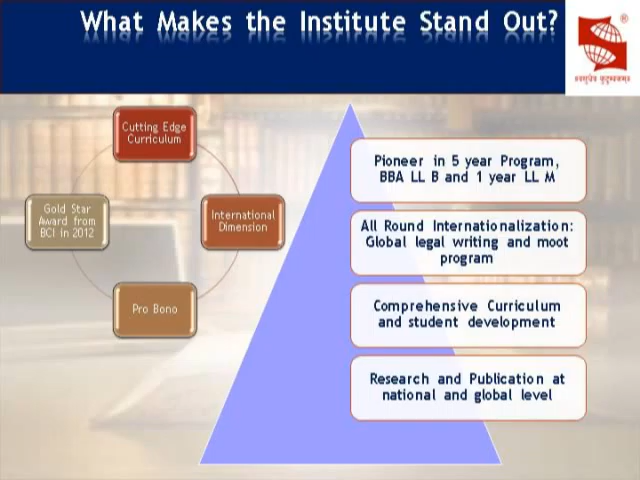 What Makes the Institute Stand Out?
®
वसुधैव कुटुम्बकम्
Cutting Edge
Curriculum
Gold Star
Award from
BCI in 2012
International
Dimension
Pro Bono
Pioneer in 5 year Program,
BBA LL B and 1 year LL M
All Round Internationalization:
Global legal writing and moot
program
Comprehensive Curriculum
and student development
Research and Publication at
national and global level